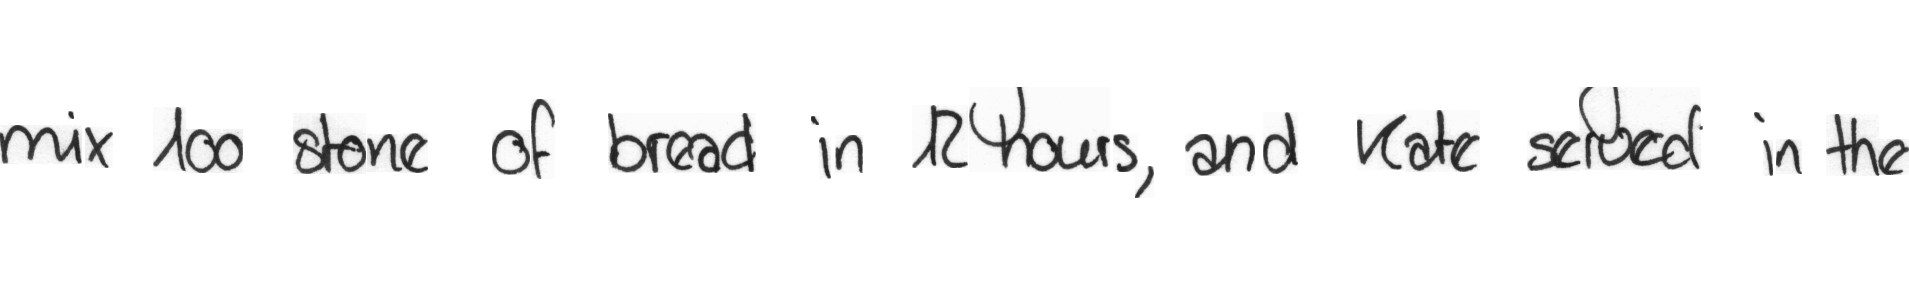 mix 100 stone of bread in 12 hours, and Kate served in the